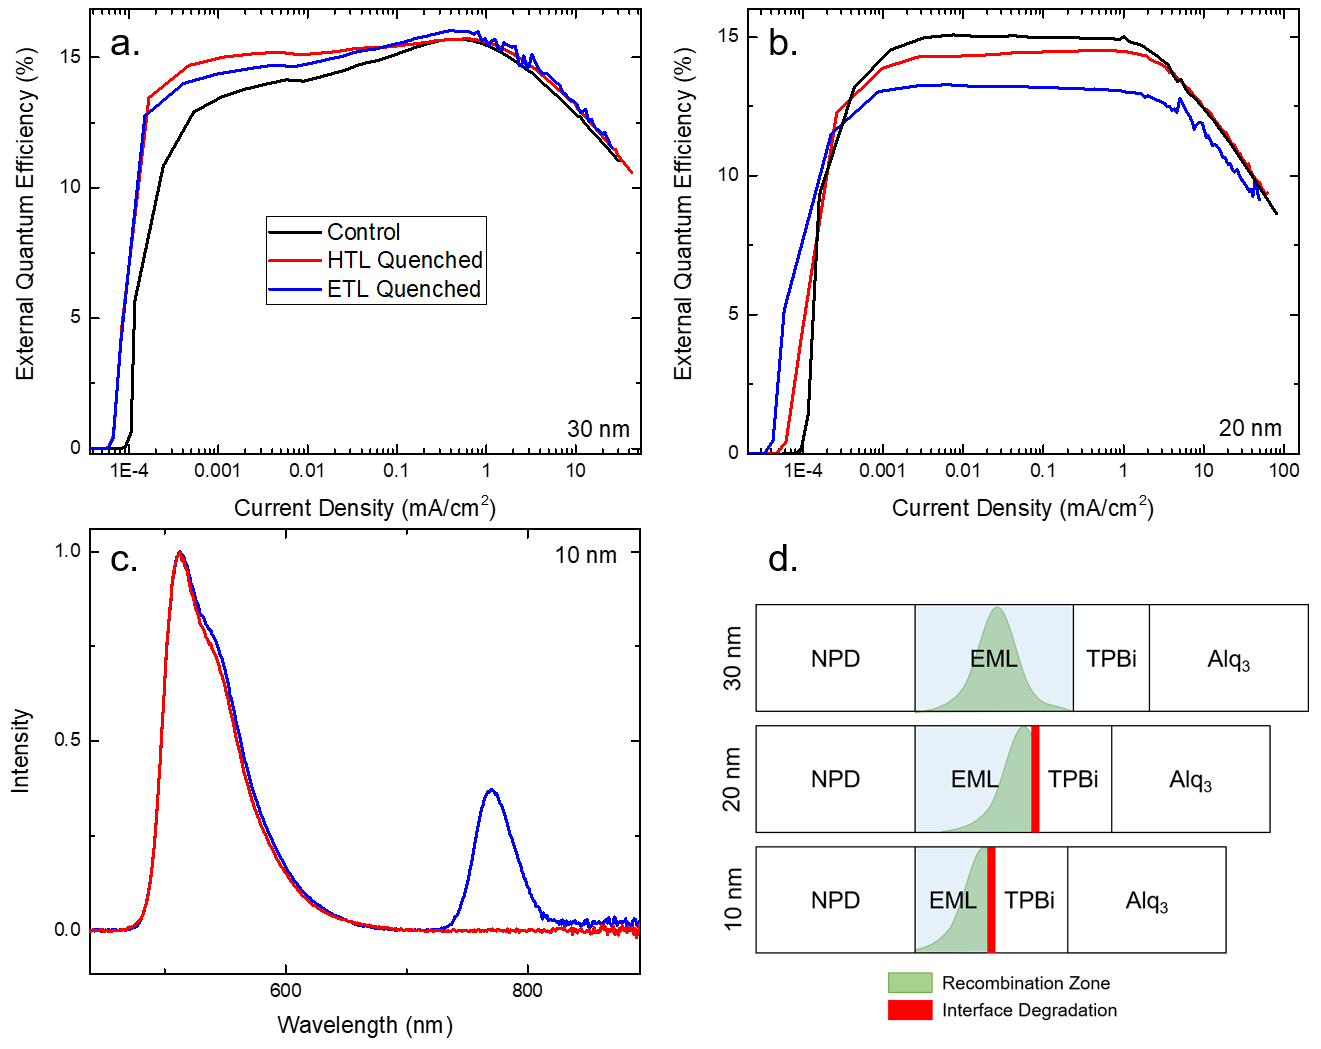 a.
External Quantum Efficiency (%)
15
10
5
0
Control
HTL Quenched
ETL Quenched
30 nm
1E-4 0.001 0.01 0.1 1 10
Current Density (mA/cm²)
b.
External Quantum Efficiency (%)
15
10
5
0
20 nm
1E-4 0.001 0.01 0.1 1 10 100
Current Density (mA/cm²)
c.
10 nm
Intensity
1.0
0.5
0.0
600 800
Wavelength (nm)
d.
30 nm
NPD EML TPBi Alq₃
20 nm
NPD EML TPBi Alq₃
10 nm
NPD EML TPBi Alq₃
Recombination Zone
Interface Degradation